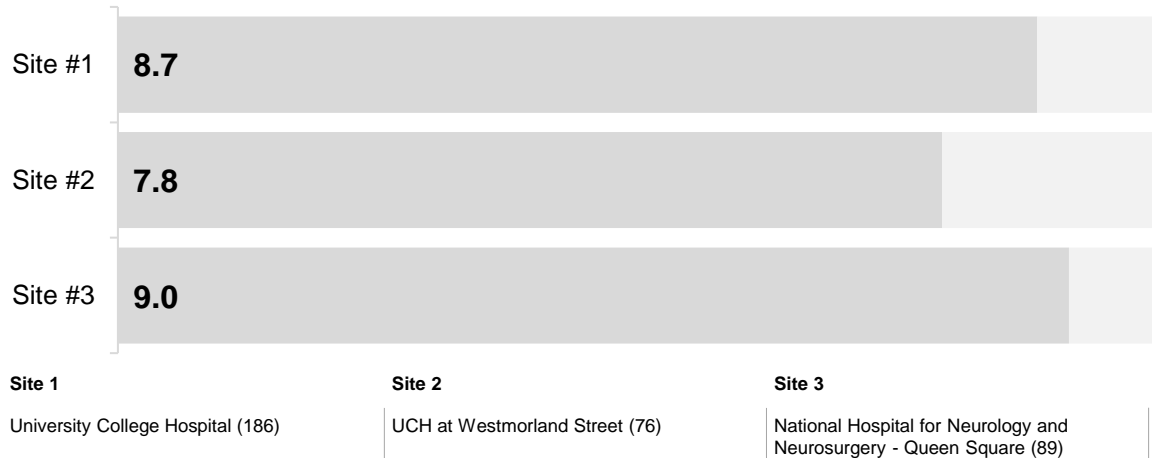 Site #1 8.7
Site #2 7.8
Site #3 9.0
Site 1 Site 2 Site 3
University College Hospital (186) UCH at Westmorland Street (76) National Hospital for Neurology and
Neurosurgery - Queen Square (89)